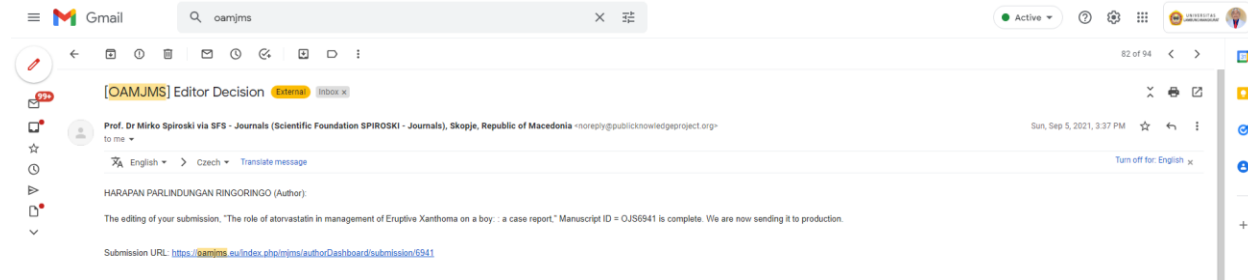 Gmail
oamjms
Active
UNIVERSITAS
LAMBUNG MANGKURAT
82 of 94
99+
[OAMJMS] Editor Decision External Inbox x
Prof. Dr Mirko Spiroski via SFS - Journals (Scientific Foundation SPIROSKI - Journals), Skopje, Republic of Macedonia <noreply@publicknowledgeproject.org>
Sun, Sep 5, 2021, 3:37 PM
to me
English > Czech Translate message
Turn off for: English x
HARAPAN PARLINDUNGAN RINGORINGO (Author):
The editing of your submission, "The role of atorvastatin in management of Eruptive Xanthoma on a boy: : a case report," Manuscript ID = OJS6941 is complete. We are now sending it to production.
Submission URL: https://oamjms.eu/index.php/mjms/authorDashboard/submission/6941